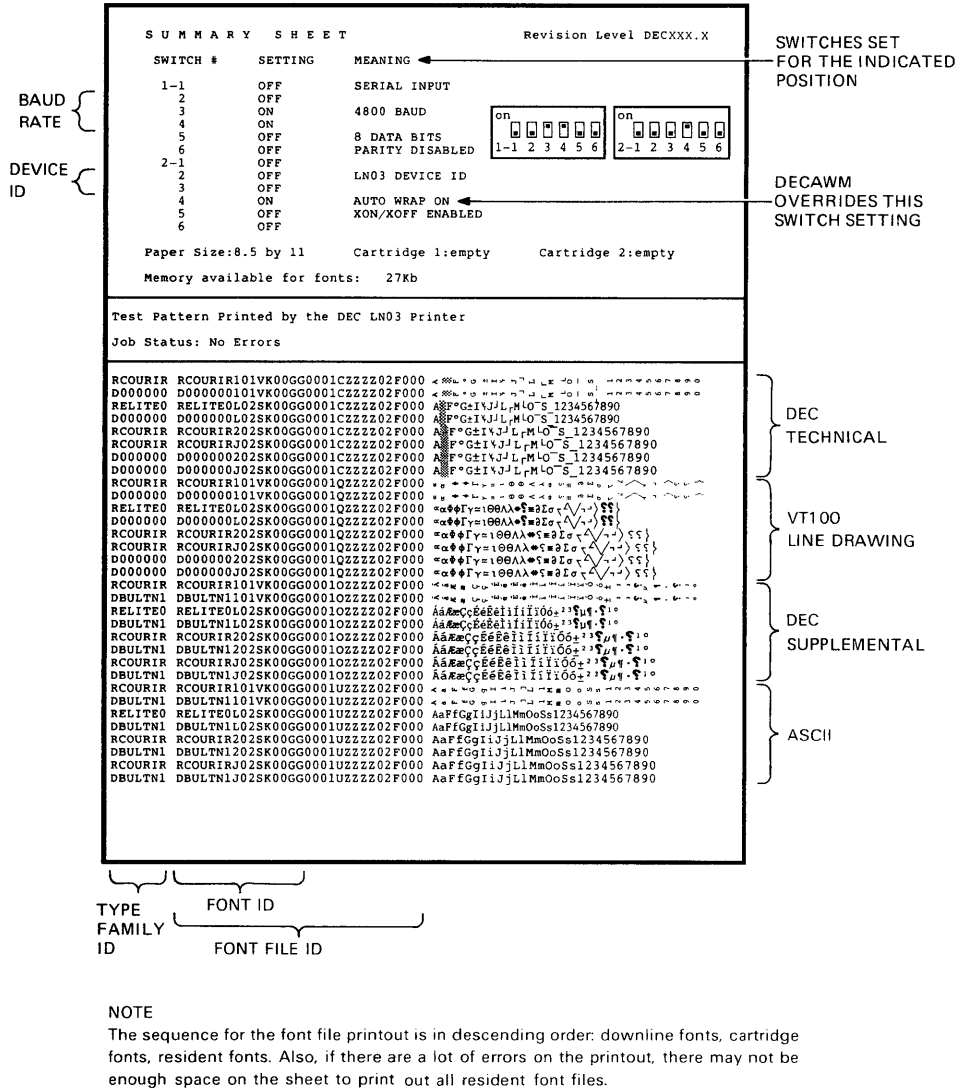 S U M M A R Y   S H E E T   Revision Level DECXXX.X
SWITCHES SET
FOR THE INDICATED
POSITION
SWITCH #   SETTING   MEANING
1-1   OFF   SERIAL INPUT
2   OFF
3   ON   4800 BAUD
4   ON
5   OFF   8 DATA BITS
6   OFF   PARITY DISABLED
2-1   OFF
2   OFF   LN03 DEVICE ID
3   OFF
4   ON   AUTO WRAP ON
5   OFF   XON/XOFF ENABLED
6   OFF
BAUD
RATE
DEVICE
ID
on
1-1 2 3 4 5 6
on
2-1 2 3 4 5 6
DECAWM
OVERRIDES THIS
SWITCH SETTING
Paper Size:8.5 by 11   Cartridge 1:empty   Cartridge 2:empty
Memory available for fonts:   27Kb
Test Pattern Printed by the DEC LN03 Printer
Job Status: No Errors
RCOURIR RCOURIR101VK00GG0001CZZZZ02F000
D000000 D000000101VK00GG0001CZZZZ02F000
RELITE0 RELITE0L02SK00GG0001CZZZZ02F000
D000000 D000000L02SK00GG0001CZZZZ02F000
RCOURIR RCOURIR202SK00GG0001CZZZZ02F000
RCOURIR RCOURIRJ02SK00GG0001CZZZZ02F000
D000000 D000000202SK00GG0001CZZZZ02F000
D000000 D000000J02SK00GG0001CZZZZ02F000
DEC
TECHNICAL
RCOURIR RCOURIR101VK00GG0001QZZZZ02F000
D000000 D000000101VK00GG0001QZZZZ02F000
RELITE0 RELITE0L02SK00GG0001QZZZZ02F000
D000000 D000000L02SK00GG0001QZZZZ02F000
RCOURIR RCOURIR202SK00GG0001QZZZZ02F000
RCOURIR RCOURIRJ02SK00GG0001QZZZZ02F000
D000000 D000000202SK00GG0001QZZZZ02F000
D000000 D000000J02SK00GG0001QZZZZ02F000
VT100
LINE DRAWING
RCOURIR RCOURIR101VK00GG0001OZZZZ02F000
DBULTN1 DBULTN1101VK00GG0001OZZZZ02F000
RELITE0 RELITE0L02SK00GG0001OZZZZ02F000
DBULTN1 DBULTN1L02SK00GG0001OZZZZ02F000
RCOURIR RCOURIR202SK00GG0001OZZZZ02F000
DBULTN1 DBULTN1202SK00GG0001OZZZZ02F000
RCOURIR RCOURIRJ02SK00GG0001OZZZZ02F000
DBULTN1 DBULTN1J02SK00GG0001OZZZZ02F000
DEC
SUPPLEMENTAL
RCOURIR RCOURIR101VK00GG0001UZZZZ02F000
DBULTN1 DBULTN1101VK00GG0001UZZZZ02F000
RELITE0 RELITE0L02SK00GG0001UZZZZ02F000 AaFfGgIiJjLlMmOoSs1234567890
DBULTN1 DBULTN1L02SK00GG0001UZZZZ02F000 AaFfGgIiJjLlMmOoSs1234567890
RCOURIR RCOURIR202SK00GG0001UZZZZ02F000 AaFfGgIiJjLlMmOoSs1234567890
DBULTN1 DBULTN1202SK00GG0001UZZZZ02F000 AaFfGgIiJjLlMmOoSs1234567890
RCOURIR RCOURIRJ02SK00GG0001UZZZZ02F000 AaFfGgIiJjLlMmOoSs1234567890
DBULTN1 DBULTN1J02SK00GG0001UZZZZ02F000 AaFfGgIiJjLlMmOoSs1234567890
ASCII
TYPE
FAMILY
ID
FONT ID
FONT FILE ID
NOTE
The sequence for the font file printout is in descending order: downline fonts, cartridge
fonts, resident fonts. Also, if there are a lot of errors on the printout, there may not be
enough space on the sheet to print out all resident font files.